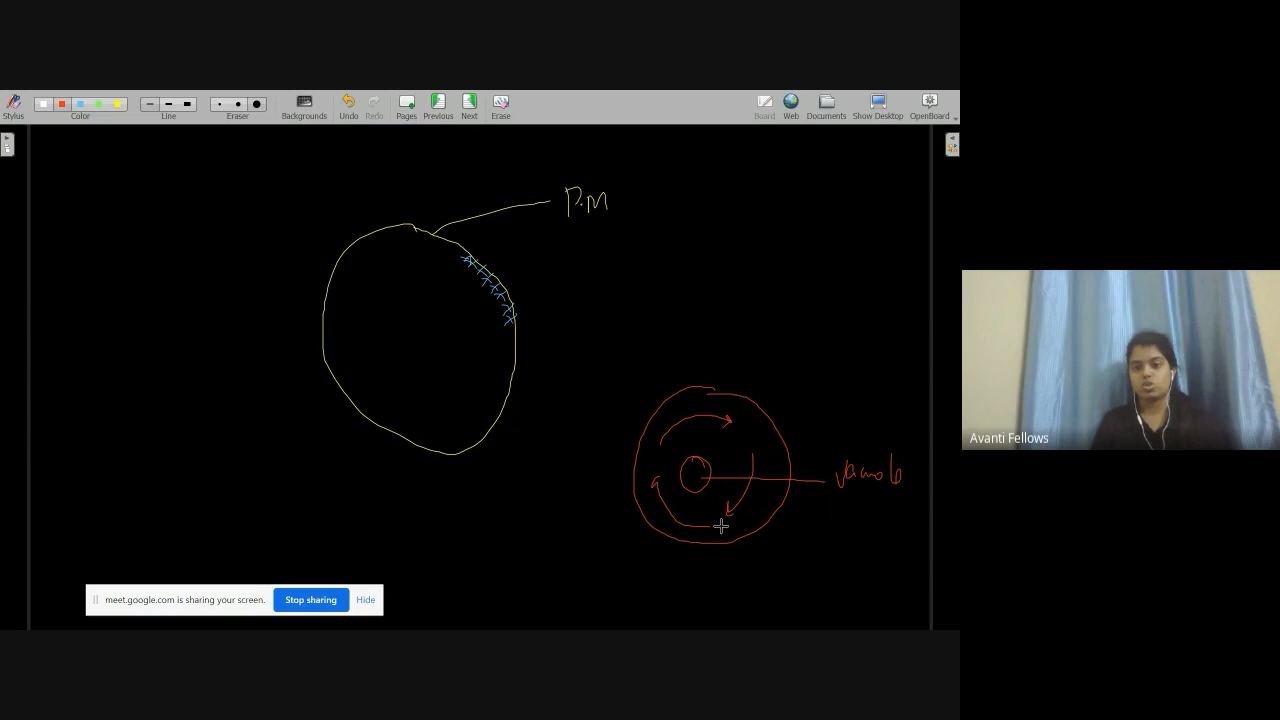 Stylus
Color
Line
Eraser
Backgrounds
Undo
Redo
Pages
Previous
Next
Erase
Board
Web
Documents
Show Desktop
OpenBoard
P.M
Avanti Fellows
meet.google.com is sharing your screen.
Stop sharing
Hide